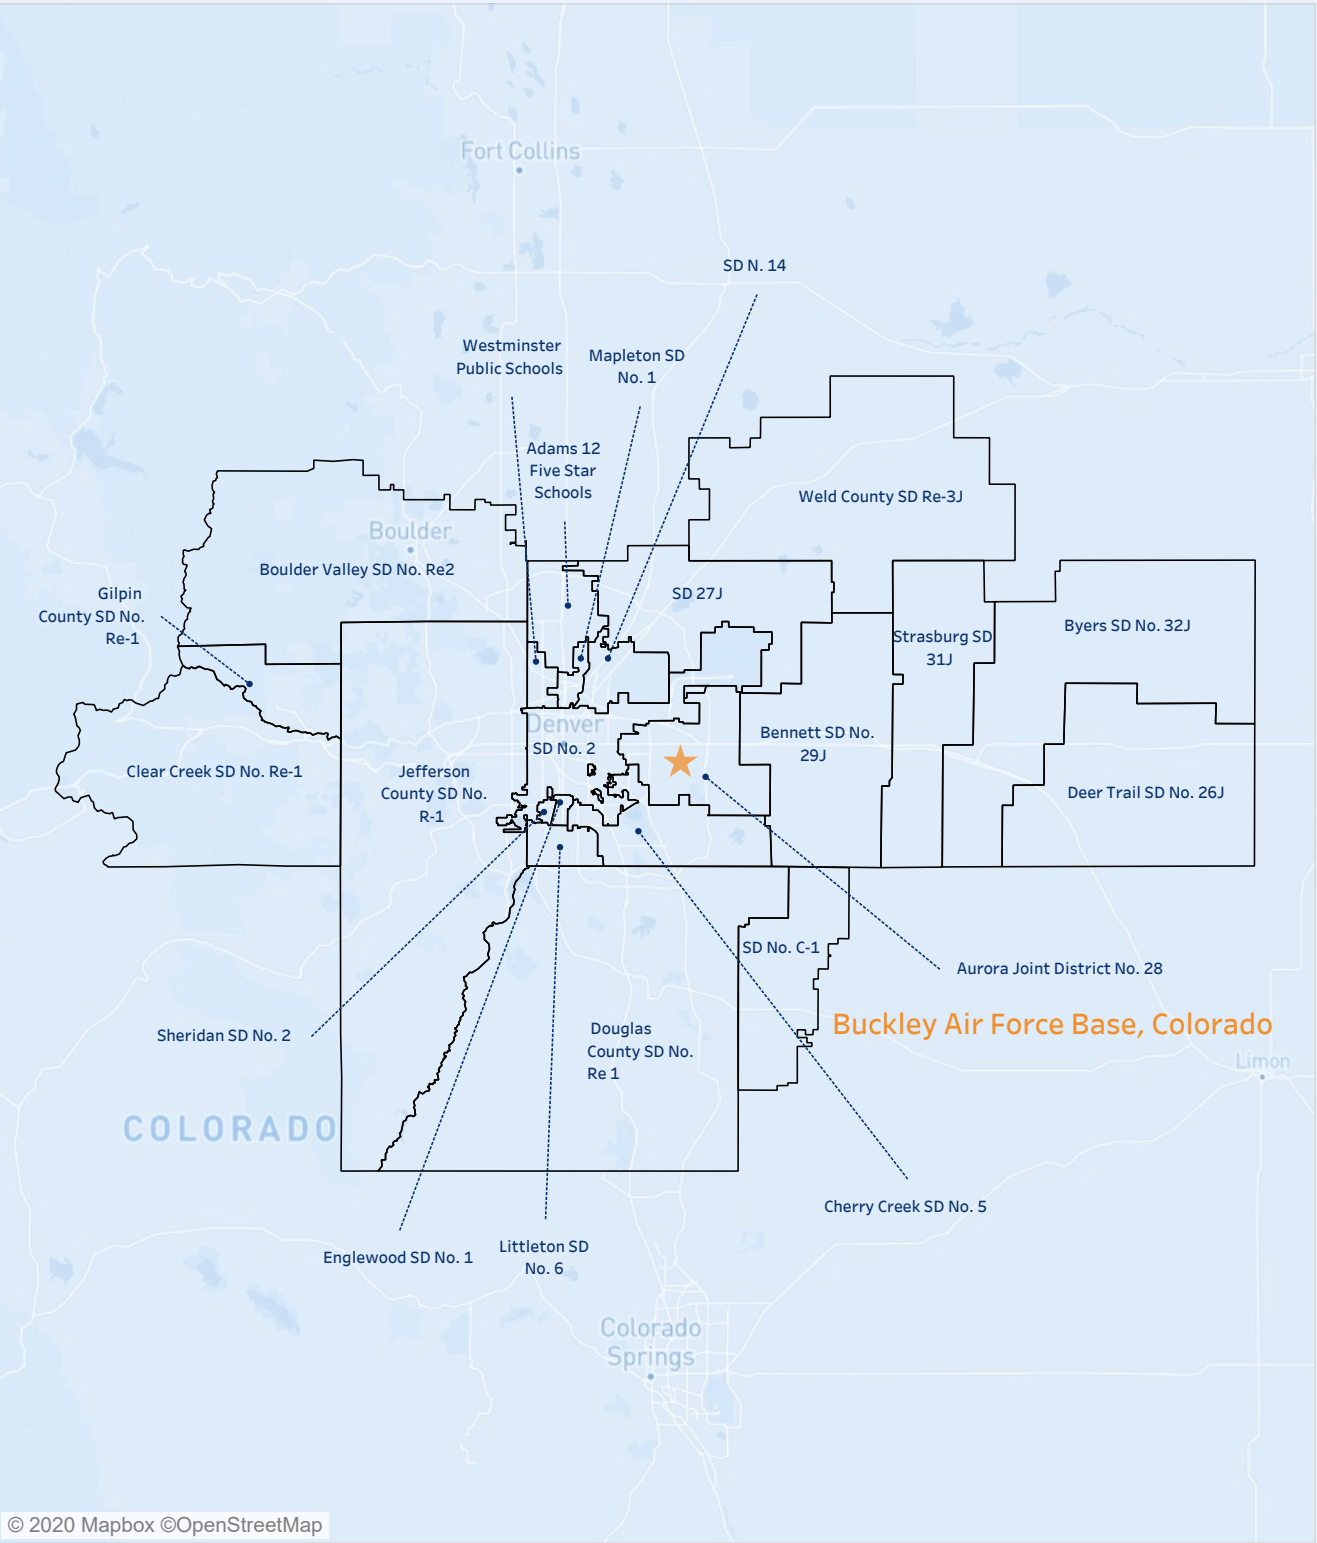 Fort Collins
SD N. 14
Westminster
Public Schools
Mapleton SD
No. 1
Adams 12
Five Star
Schools
Weld County SD Re-3J
Boulder
Boulder Valley SD No. Re2
SD 27J
Gilpin
County SD No.
Re-1
Strasburg SD
31J
Byers SD No. 32J
Denver
SD No. 2
Bennett SD No.
29J
Clear Creek SD No. Re-1
Jefferson
County SD No.
R-1
Deer Trail SD No. 26J
SD No. C-1
Aurora Joint District No. 28
Buckley Air Force Base, Colorado
Sheridan SD No. 2
Douglas
County SD No.
Re 1
Limon
COLORADO
Cherry Creek SD No. 5
Englewood SD No. 1
Littleton SD
No. 6
Colorado
Springs
© 2020 Mapbox ©OpenStreetMap